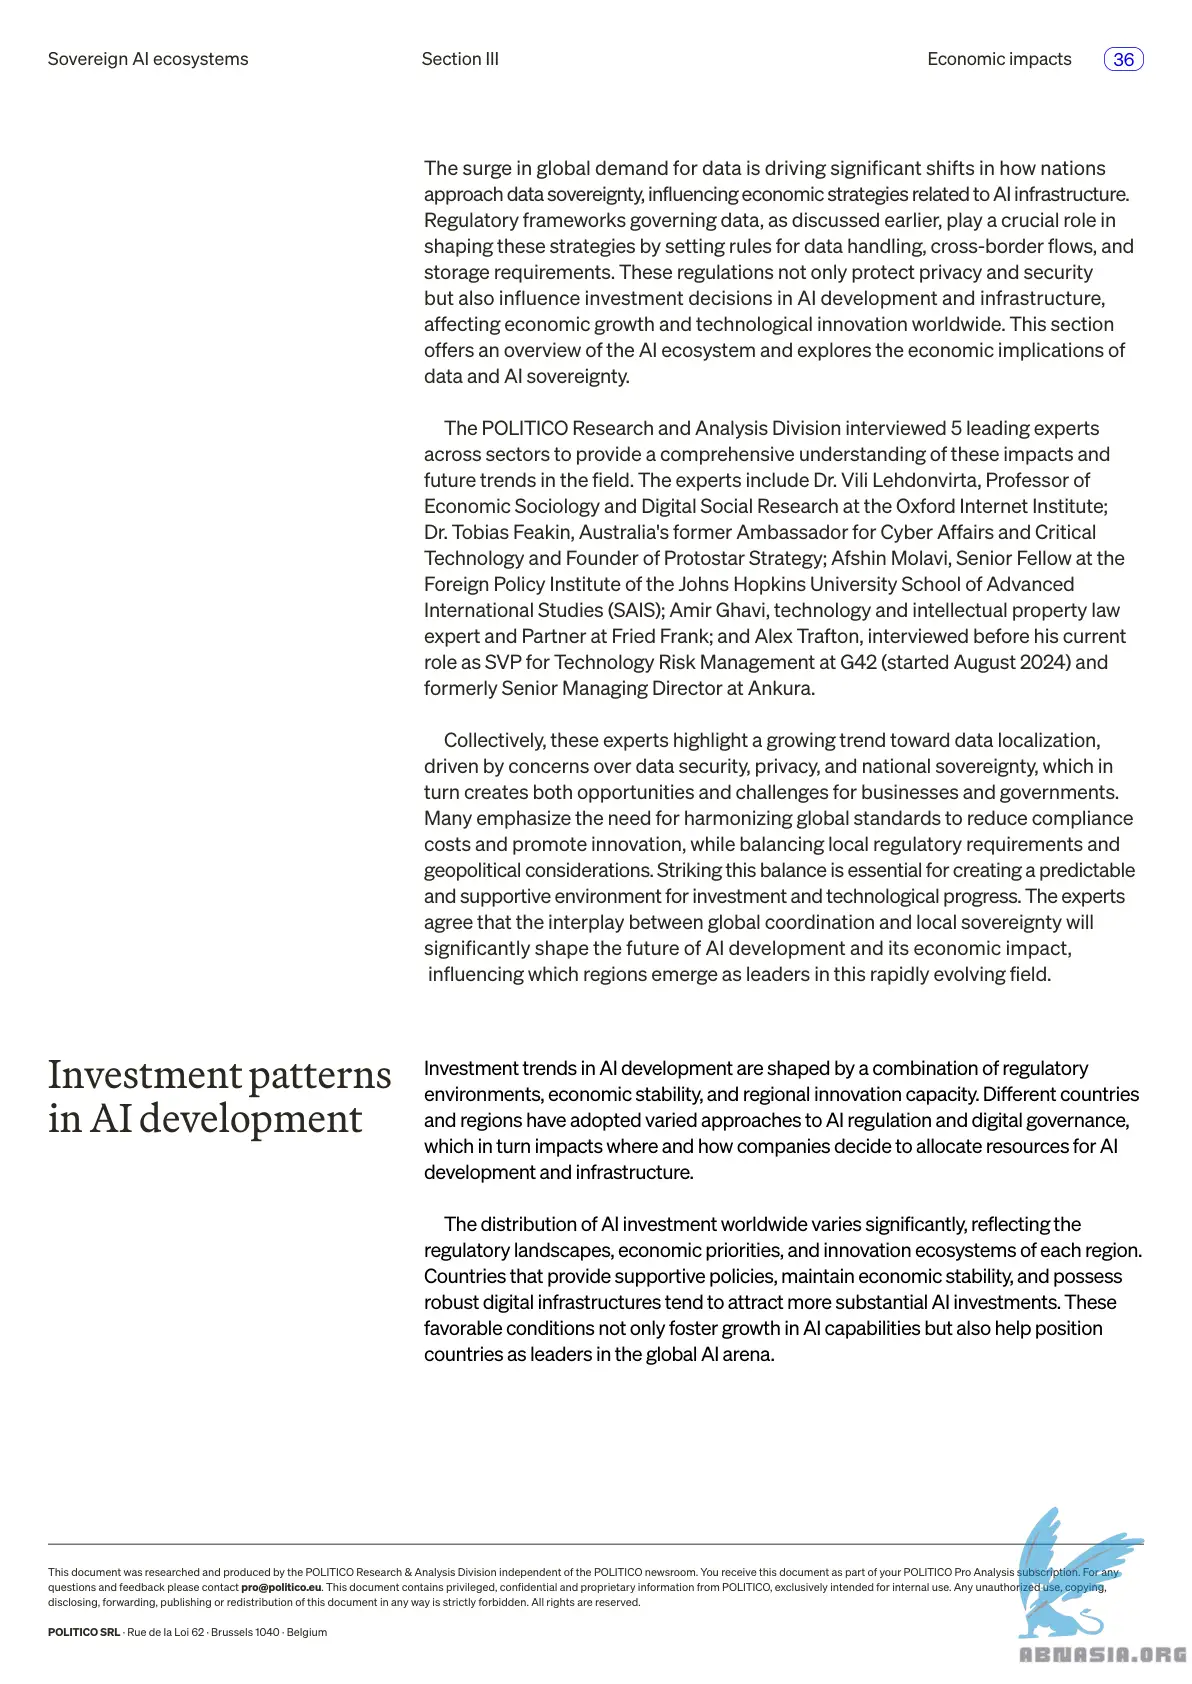 Sovereign AI ecosystems
Section III
Economic impacts
36
The surge in global demand for data is driving significant shifts in how nations
approach data sovereignty, influencing economic strategies related to AI infrastructure.
Regulatory frameworks governing data, as discussed earlier, play a crucial role in
shaping these strategies by setting rules for data handling, cross-border flows, and
storage requirements. These regulations not only protect privacy and security
but also influence investment decisions in AI development and infrastructure,
affecting economic growth and technological innovation worldwide. This section
offers an overview of the AI ecosystem and explores the economic implications of
data and AI sovereignty.
The POLITICO Research and Analysis Division interviewed 5 leading experts
across sectors to provide a comprehensive understanding of these impacts and
future trends in the field. The experts include Dr. Vili Lehdonvirta, Professor of
Economic Sociology and Digital Social Research at the Oxford Internet Institute;
Dr. Tobias Feakin, Australia's former Ambassador for Cyber Affairs and Critical
Technology and Founder of Protostar Strategy; Afshin Molavi, Senior Fellow at the
Foreign Policy Institute of the Johns Hopkins University School of Advanced
International Studies (SAIS); Amir Ghavi, technology and intellectual property law
expert and Partner at Fried Frank; and Alex Trafton, interviewed before his current
role as SVP for Technology Risk Management at G42 (started August 2024) and
formerly Senior Managing Director at Ankura.
Collectively, these experts highlight a growing trend toward data localization,
driven by concerns over data security, privacy, and national sovereignty, which in
turn creates both opportunities and challenges for businesses and governments.
Many emphasize the need for harmonizing global standards to reduce compliance
costs and promote innovation, while balancing local regulatory requirements and
geopolitical considerations. Striking this balance is essential for creating a predictable
and supportive environment for investment and technological progress. The experts
agree that the interplay between global coordination and local sovereignty will
significantly shape the future of AI development and its economic impact,
influencing which regions emerge as leaders in this rapidly evolving field.
Investment patterns
in AI development
Investment trends in AI development are shaped by a combination of regulatory
environments, economic stability, and regional innovation capacity. Different countries
and regions have adopted varied approaches to AI regulation and digital governance,
which in turn impacts where and how companies decide to allocate resources for AI
development and infrastructure.
The distribution of AI investment worldwide varies significantly, reflecting the
regulatory landscapes, economic priorities, and innovation ecosystems of each region.
Countries that provide supportive policies, maintain economic stability, and possess
robust digital infrastructures tend to attract more substantial AI investments. These
favorable conditions not only foster growth in AI capabilities but also help position
countries as leaders in the global AI arena.
This document was researched and produced by the POLITICO Research & Analysis Division independent of the POLITICO newsroom. You receive this document as part of your POLITICO Pro Analysis subscription. For any
questions and feedback please contact pro@politico.eu. This document contains privileged, confidential and proprietary information from POLITICO, exclusively intended for internal use. Any unauthorized use, copying,
disclosing, forwarding, publishing or redistribution of this document in any way is strictly forbidden. All rights are reserved.
POLITICO SRL · Rue de la Loi 62 · Brussels 1040 · Belgium
ABNASIA.ORG